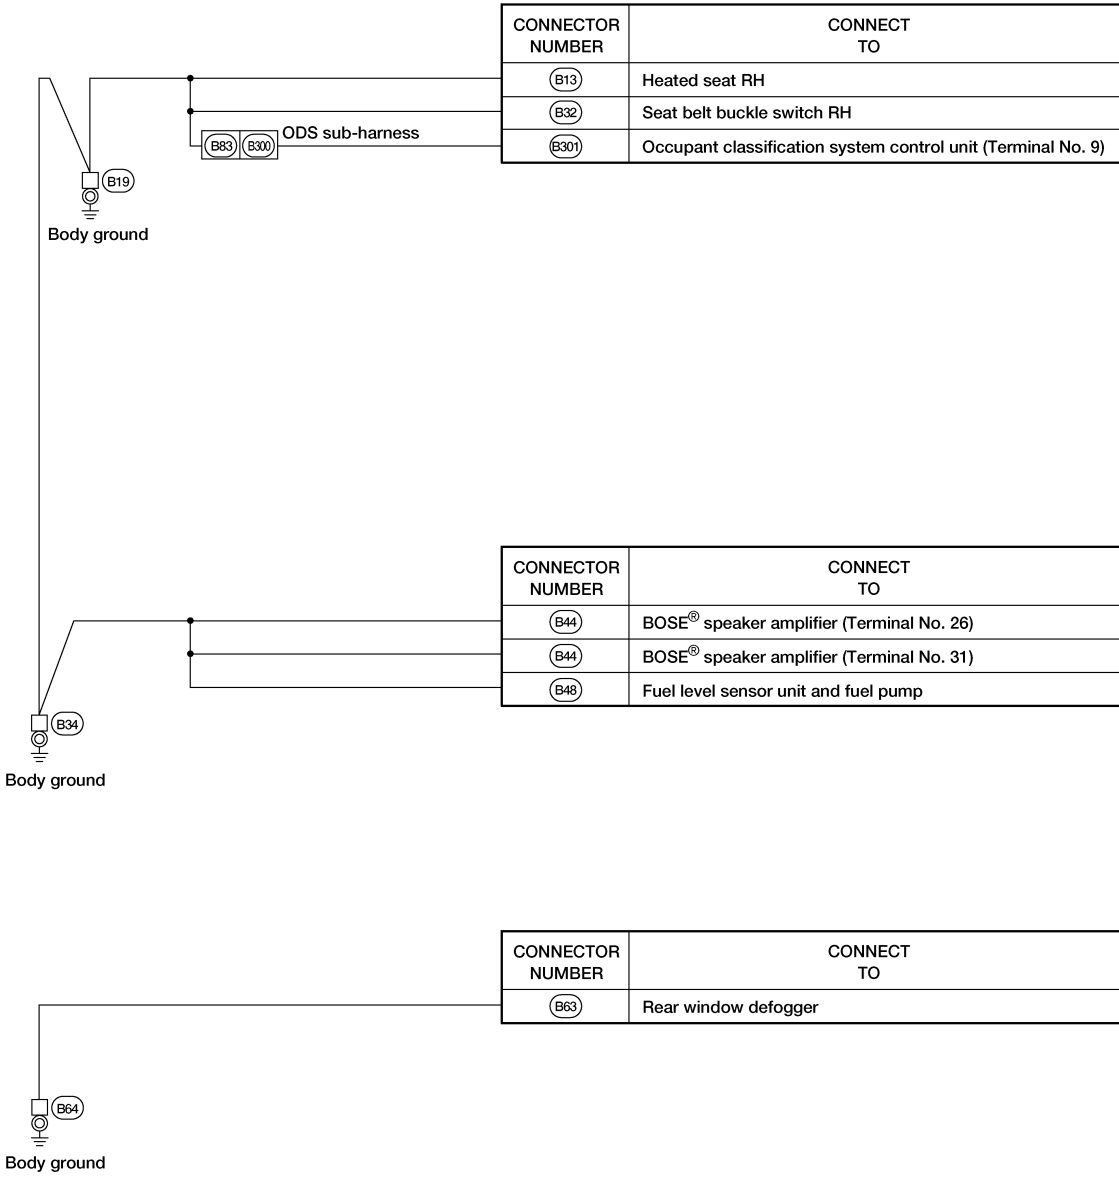 CONNECTOR NUMBER
CONNECT TO
B13
Heated seat RH
B32
Seat belt buckle switch RH
B83
B300
ODS sub-harness
B301
Occupant classification system control unit (Terminal No. 9)
B19
Body ground
CONNECTOR NUMBER
CONNECT TO
B44
BOSE® speaker amplifier (Terminal No. 26)
B44
BOSE® speaker amplifier (Terminal No. 31)
B48
Fuel level sensor unit and fuel pump
B34
Body ground
CONNECTOR NUMBER
CONNECT TO
B63
Rear window defogger
B64
Body ground